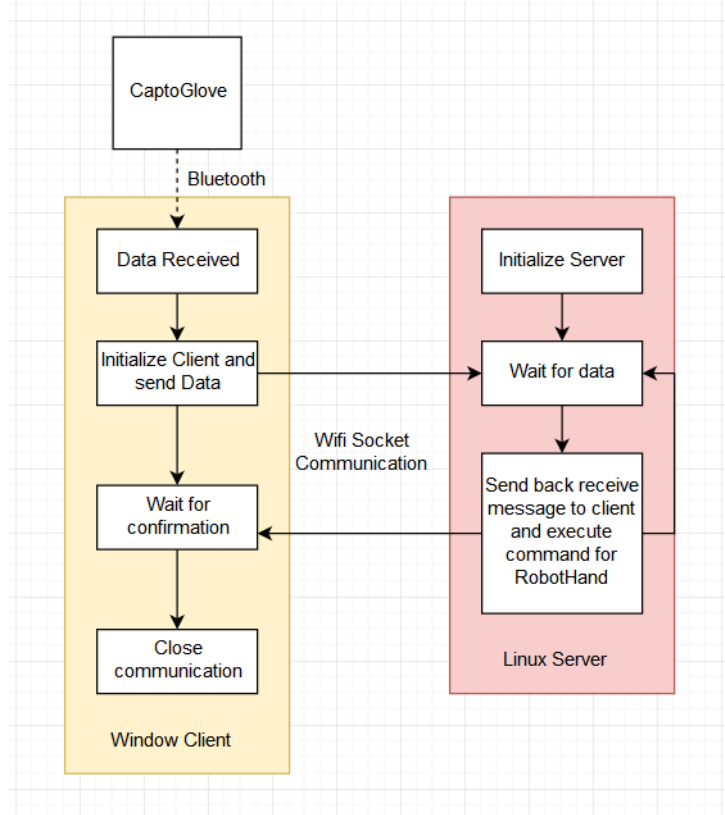 CaptoGlove
Bluetooth
Data Received
Initialize Client and
send Data
Wait for
confirmation
Close
communication
Window Client
Wifi Socket
Communication
Initialize Server
Wait for data
Send back receive
message to client
and execute
command for
RobotHand
Linux Server